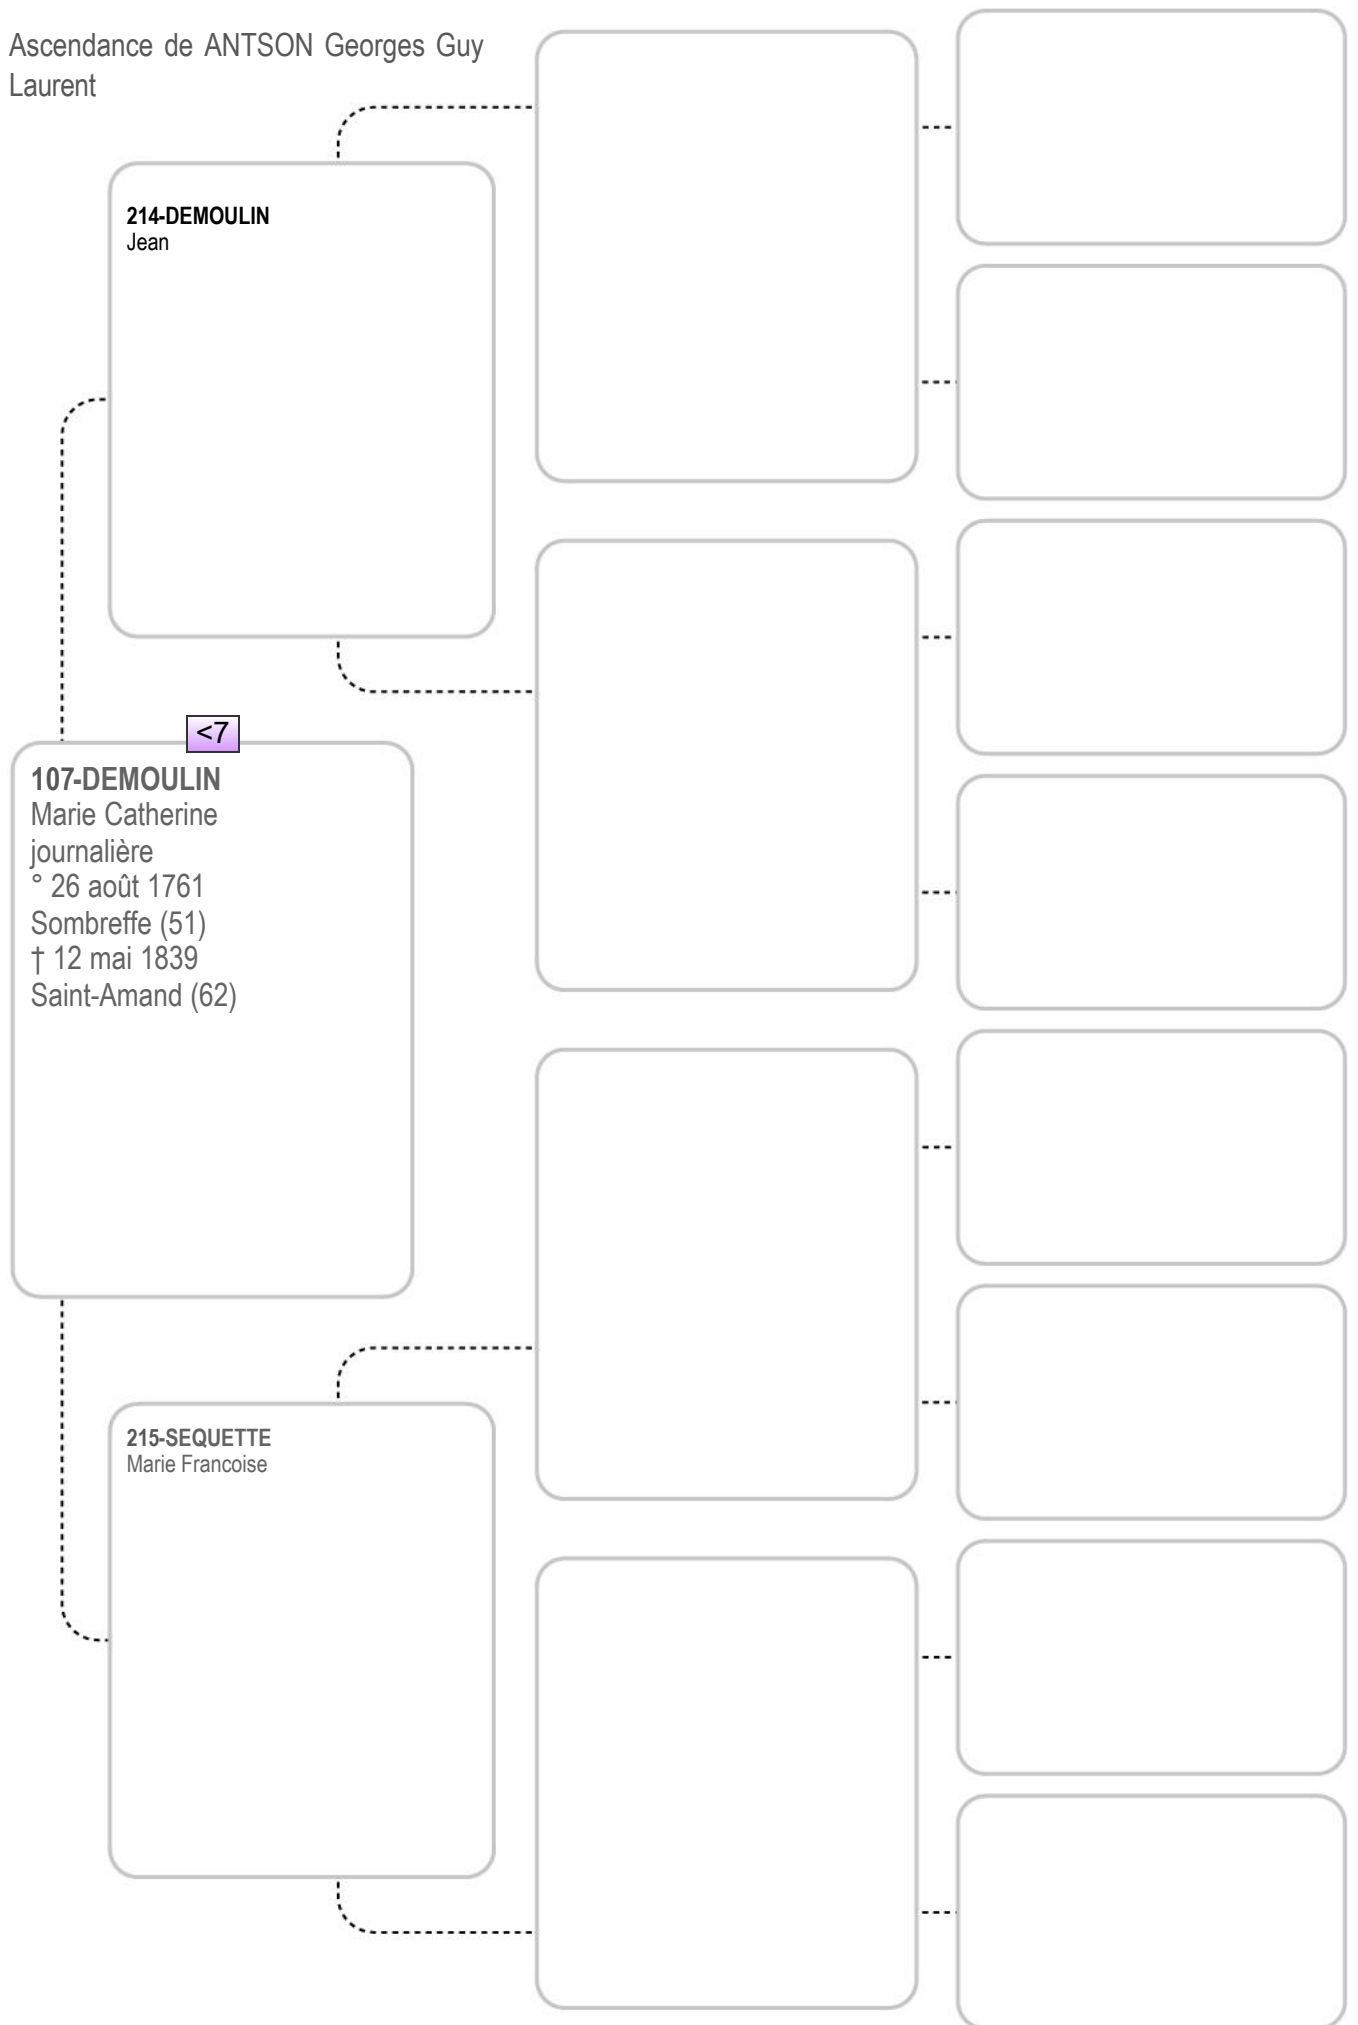 Ascendance de ANTSON Georges Guy
Laurent
214-DEMOULIN
Jean
<7
107-DEMOULIN
Marie Catherine
journalière
° 26 août 1761
Sombreffe (51)
† 12 mai 1839
Saint-Amand (62)
215-SEQUETTE
Marie Francoise